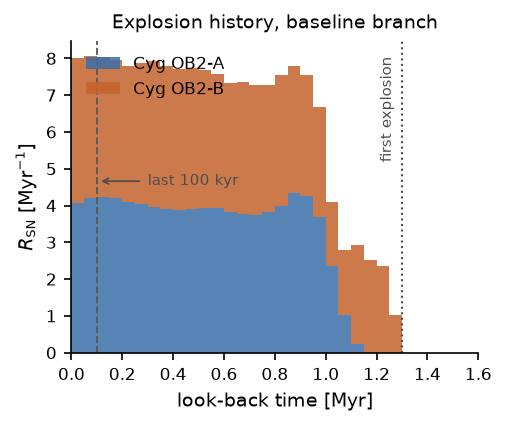 Explosion history, baseline branch
Cyg OB2-A
Cyg OB2-B
last 100 kyr
first explosion
R_SN [Myr⁻¹]
8
7
6
5
4
3
2
1
0
0.0 0.2 0.4 0.6 0.8 1.0 1.2 1.4 1.6
look-back time [Myr]